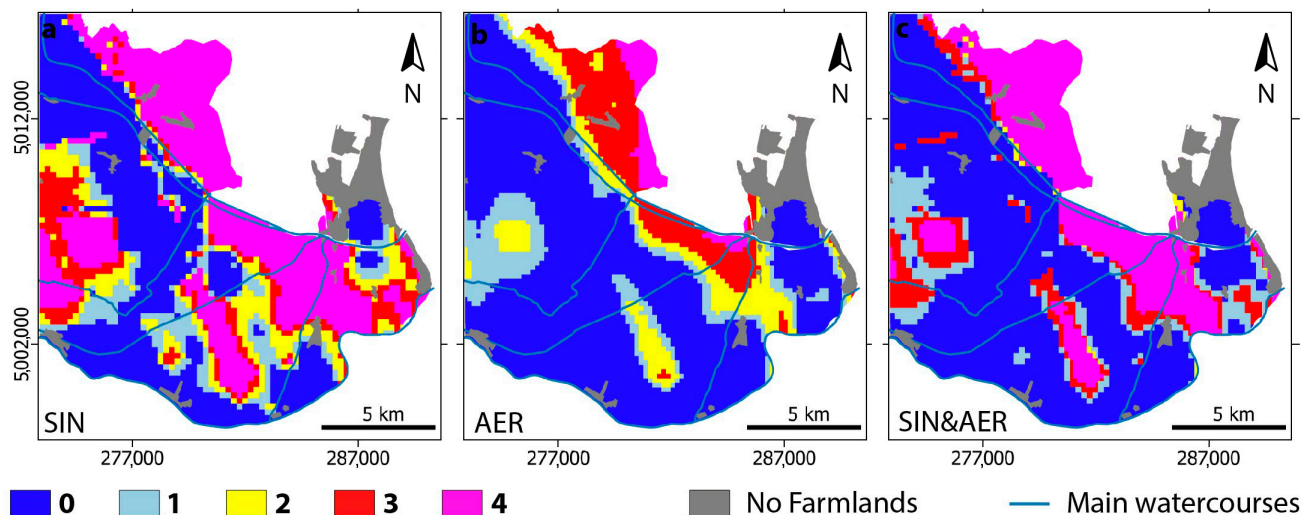 a
b
c
N
N
N
5,012,000
5,002,000
SIN
5 km
AER
5 km
SIN&AER
5 km
277,000
287,000
277,000
287,000
277,000
287,000
0
1
2
3
4
No Farmlands
Main watercourses